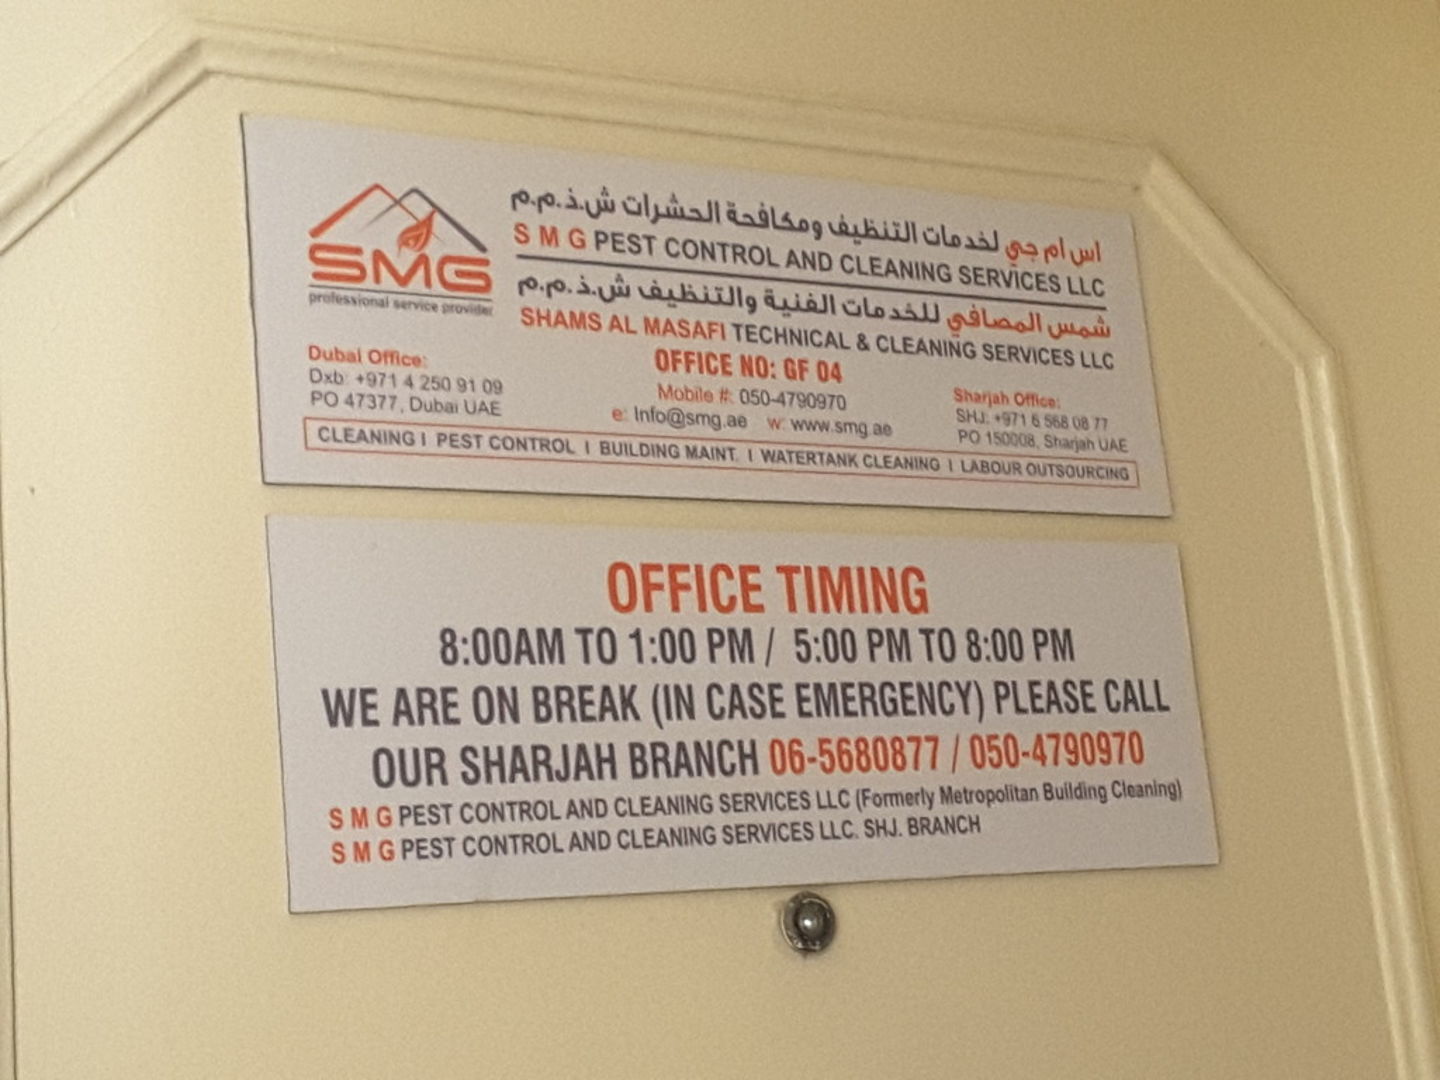 SMG
professional service provider
اس ام جي لخدمات التنظيف ومكافحة الحشرات ش.ذ.م.م
S M G PEST CONTROL AND CLEANING SERVICES LLC
شمس المصافي للخدمات الفنية والتنظيف ش.ذ.م.م
SHAMS AL MASAFI TECHNICAL & CLEANING SERVICES LLC
OFFICE NO: GF 04
Dubai Office:
Dxb: +971 4 250 91 09
PO 47377, Dubai UAE
Mobile #: 050-4790970
e: Info@smg.ae w: www.smg.ae
Sharjah Office:
SHJ: +971 6 568 08 77
PO 150008, Sharjah UAE
CLEANING I PEST CONTROL I BUILDING MAINT. I WATERTANK CLEANING I LABOUR OUTSOURCING
OFFICE TIMING
8:00AM TO 1:00 PM / 5:00 PM TO 8:00 PM
WE ARE ON BREAK (IN CASE EMERGENCY) PLEASE CALL
OUR SHARJAH BRANCH 06-5680877 / 050-4790970
S M G PEST CONTROL AND CLEANING SERVICES LLC (Formerly Metropolitan Building Cleaning)
S M G PEST CONTROL AND CLEANING SERVICES LLC. SHJ. BRANCH